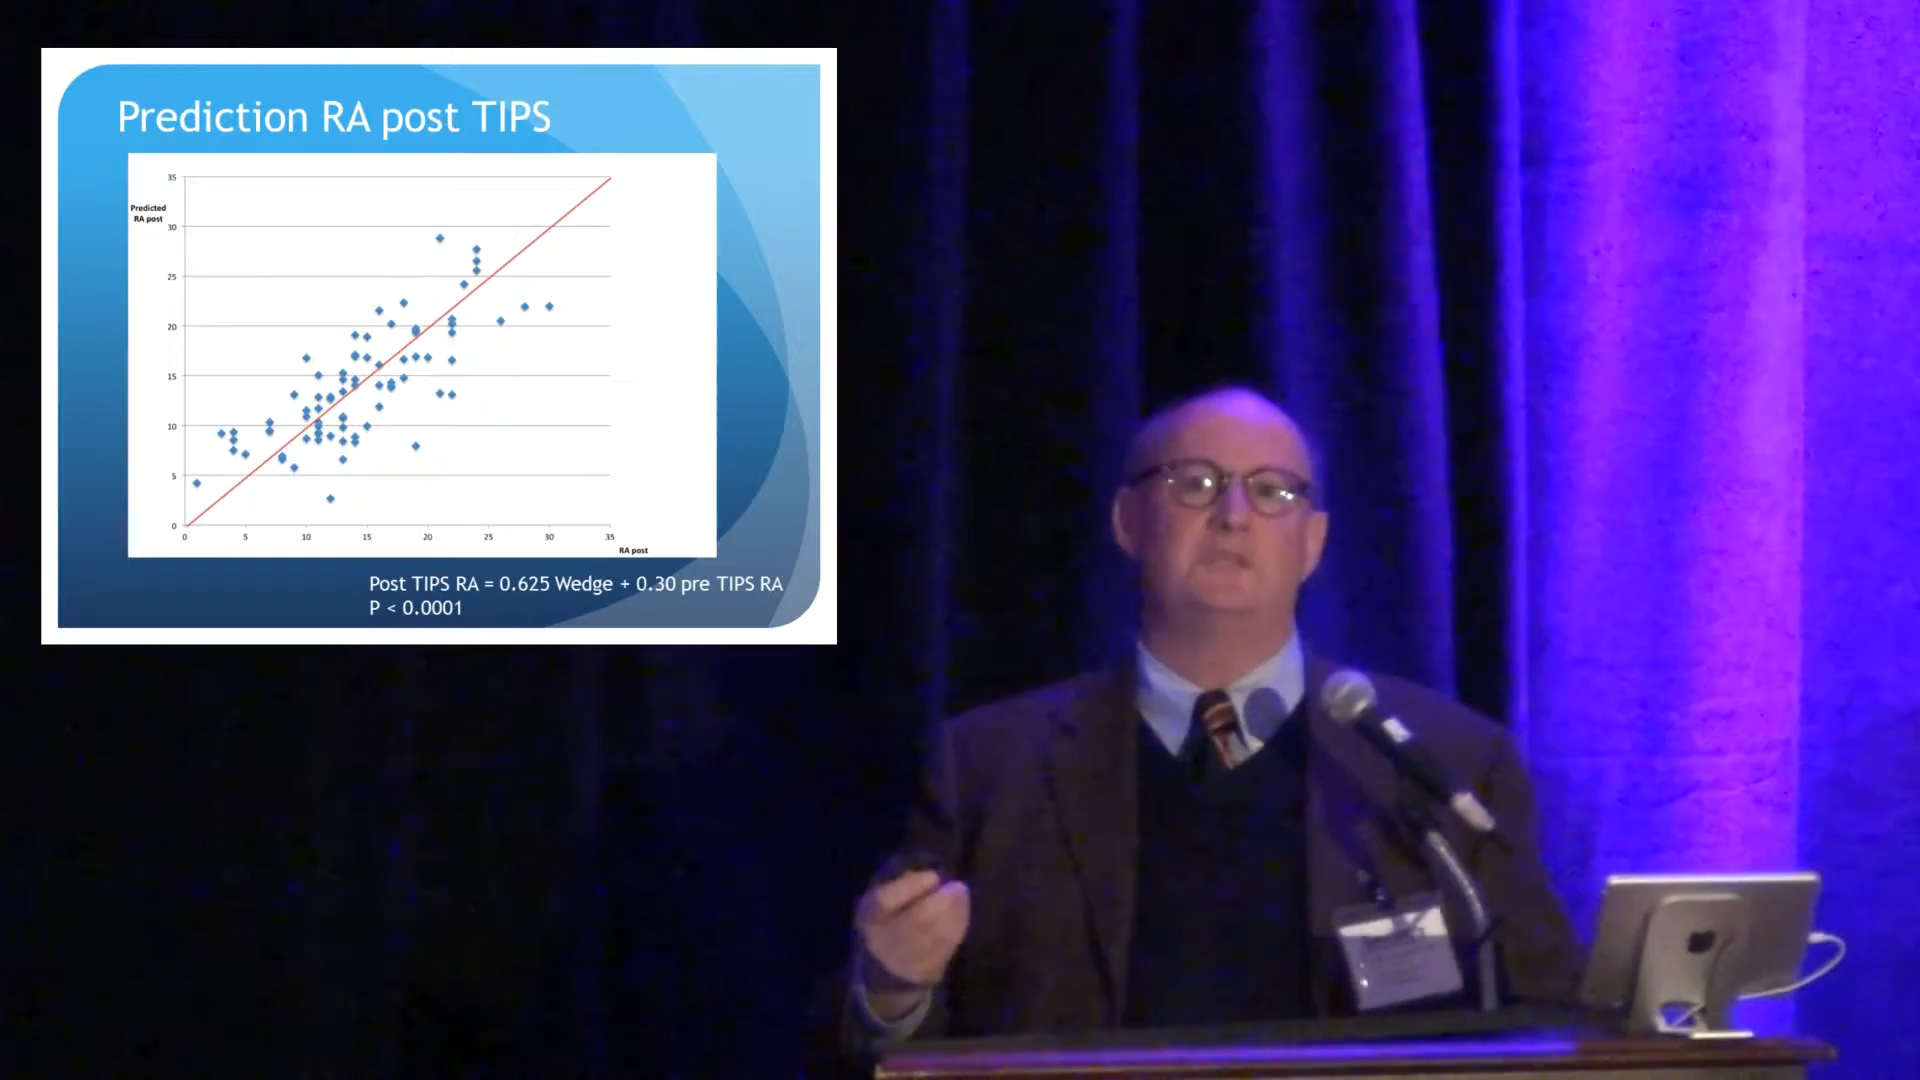 Prediction RA post TIPS
35
Predicted
RA post
30
25
20
15
10
5
0
0 5 10 15 20 25 30 35
RA post
Post TIPS RA = 0.625 Wedge + 0.30 pre TIPS RA
P < 0.0001